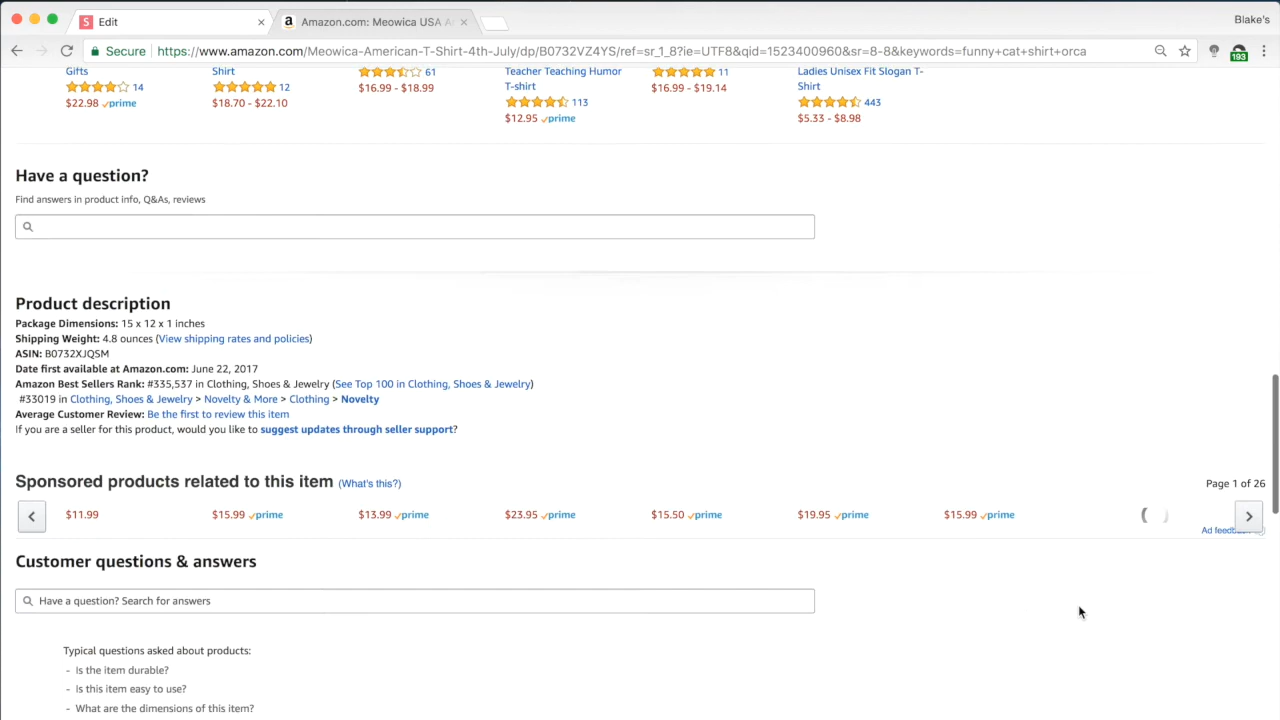 Edit
Amazon.com: Meowica USA A
Blake's
Secure
https://www.amazon.com/Meowica-American-T-Shirt-4th-July/dp/B0732VZ4YS/ref=sr_1_8?ie=UTF8&qid=1523400960&sr=8-8&keywords=funny+cat+shirt+orca
193
Gifts
14
$22.98 prime
Shirt
12
$18.70 - $22.10
61
$16.99 - $18.99
Teacher Teaching Humor
T-shirt
113
$12.95 prime
11
$16.99 - $19.14
Ladies Unisex Fit Slogan T-
Shirt
443
$5.33 - $8.98
Have a question?
Find answers in product info, Q&As, reviews
Product description
Package Dimensions: 15 x 12 x 1 inches
Shipping Weight: 4.8 ounces (View shipping rates and policies)
ASIN: B0732XJQSM
Date first available at Amazon.com: June 22, 2017
Amazon Best Sellers Rank: #335,537 in Clothing, Shoes & Jewelry (See Top 100 in Clothing, Shoes & Jewelry)
#33019 in Clothing, Shoes & Jewelry > Novelty & More > Clothing > Novelty
Average Customer Review: Be the first to review this item
If you are a seller for this product, would you like to suggest updates through seller support?
Sponsored products related to this item (What's this?)
Page 1 of 26
$11.99
$15.99 prime
$13.99 prime
$23.95 prime
$15.50 prime
$19.95 prime
$15.99 prime
Ad
Customer questions & answers
Have a question? Search for answers
Typical questions asked about products:
- Is the item durable?
- Is this item easy to use?
- What are the dimensions of this item?